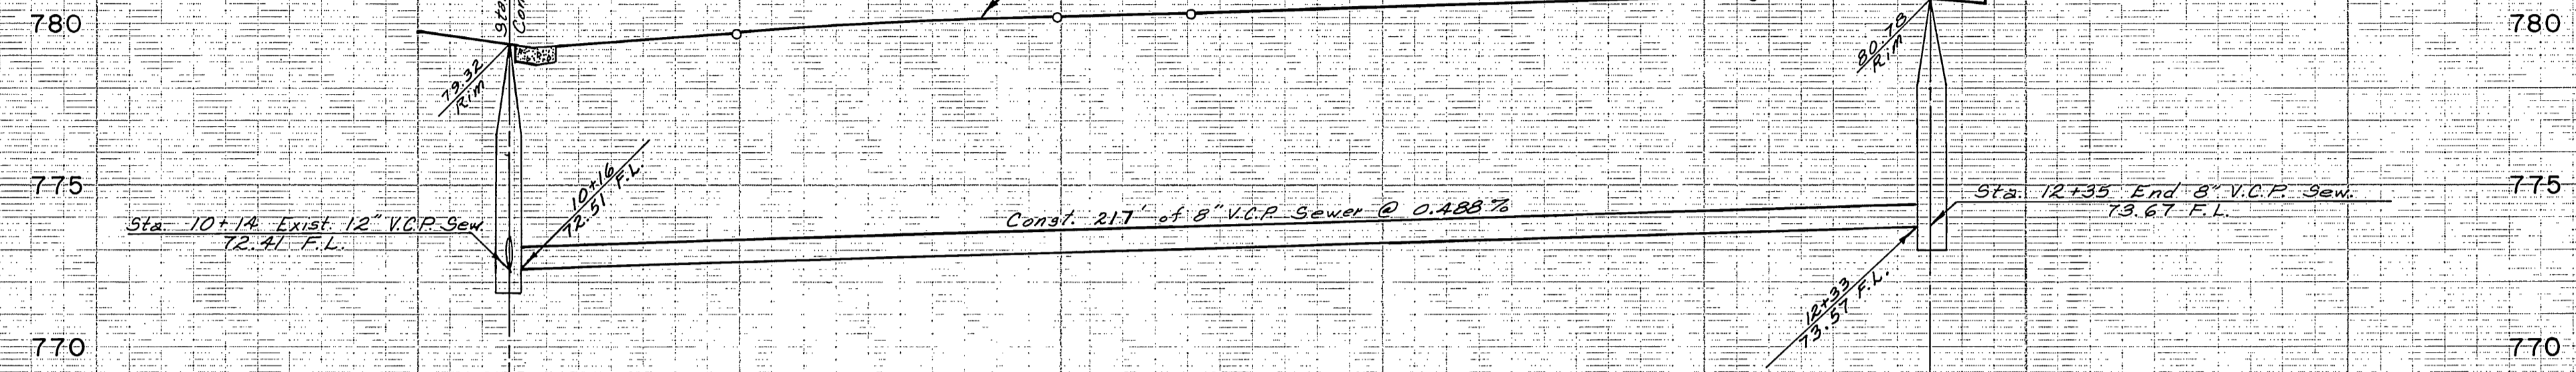 780
Sta
Con
780
79.32
Rim
80.78
Rim
775
10+16
72.51 F.L.
775
Sta. 10+14 Exist. 12" V.C.P. Sew.
72.41 F.L.
Const. 217' of 8" V.C.P. Sewer @ 0.488%
Sta. 12+35 End 8" V.C.P. Sew.
73.67 F.L.
12+33
73.57 F.L.
770
770